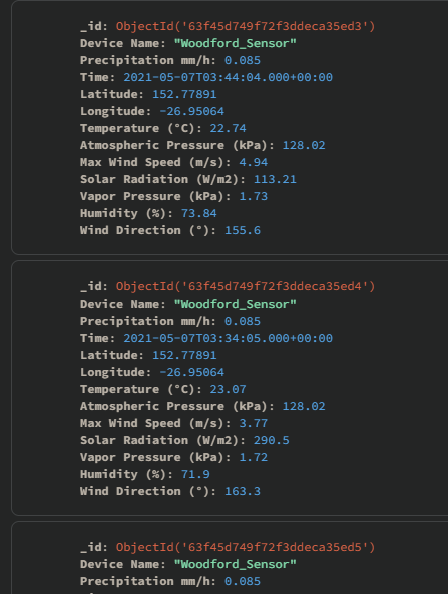 _id: ObjectId('63f45d749f72f3ddeca35ed3')
Device Name: "Woodford_Sensor"
Precipitation mm/h: 0.085
Time: 2021-05-07T03:44:04.000+00:00
Latitude: 152.77891
Longitude: -26.95064
Temperature (°C): 22.74
Atmospheric Pressure (kPa): 128.02
Max Wind Speed (m/s): 4.94
Solar Radiation (W/m2): 113.21
Vapor Pressure (kPa): 1.73
Humidity (%): 73.84
Wind Direction (°): 155.6
_id: ObjectId('63f45d749f72f3ddeca35ed4')
Device Name: "Woodford_Sensor"
Precipitation mm/h: 0.085
Time: 2021-05-07T03:34:05.000+00:00
Latitude: 152.77891
Longitude: -26.95064
Temperature (°C): 23.07
Atmospheric Pressure (kPa): 128.02
Max Wind Speed (m/s): 3.77
Solar Radiation (W/m2): 290.5
Vapor Pressure (kPa): 1.72
Humidity (%): 71.9
Wind Direction (°): 163.3
_id: ObjectId('63f45d749f72f3ddeca35ed5')
Device Name: "Woodford_Sensor"
Precipitation mm/h: 0.085